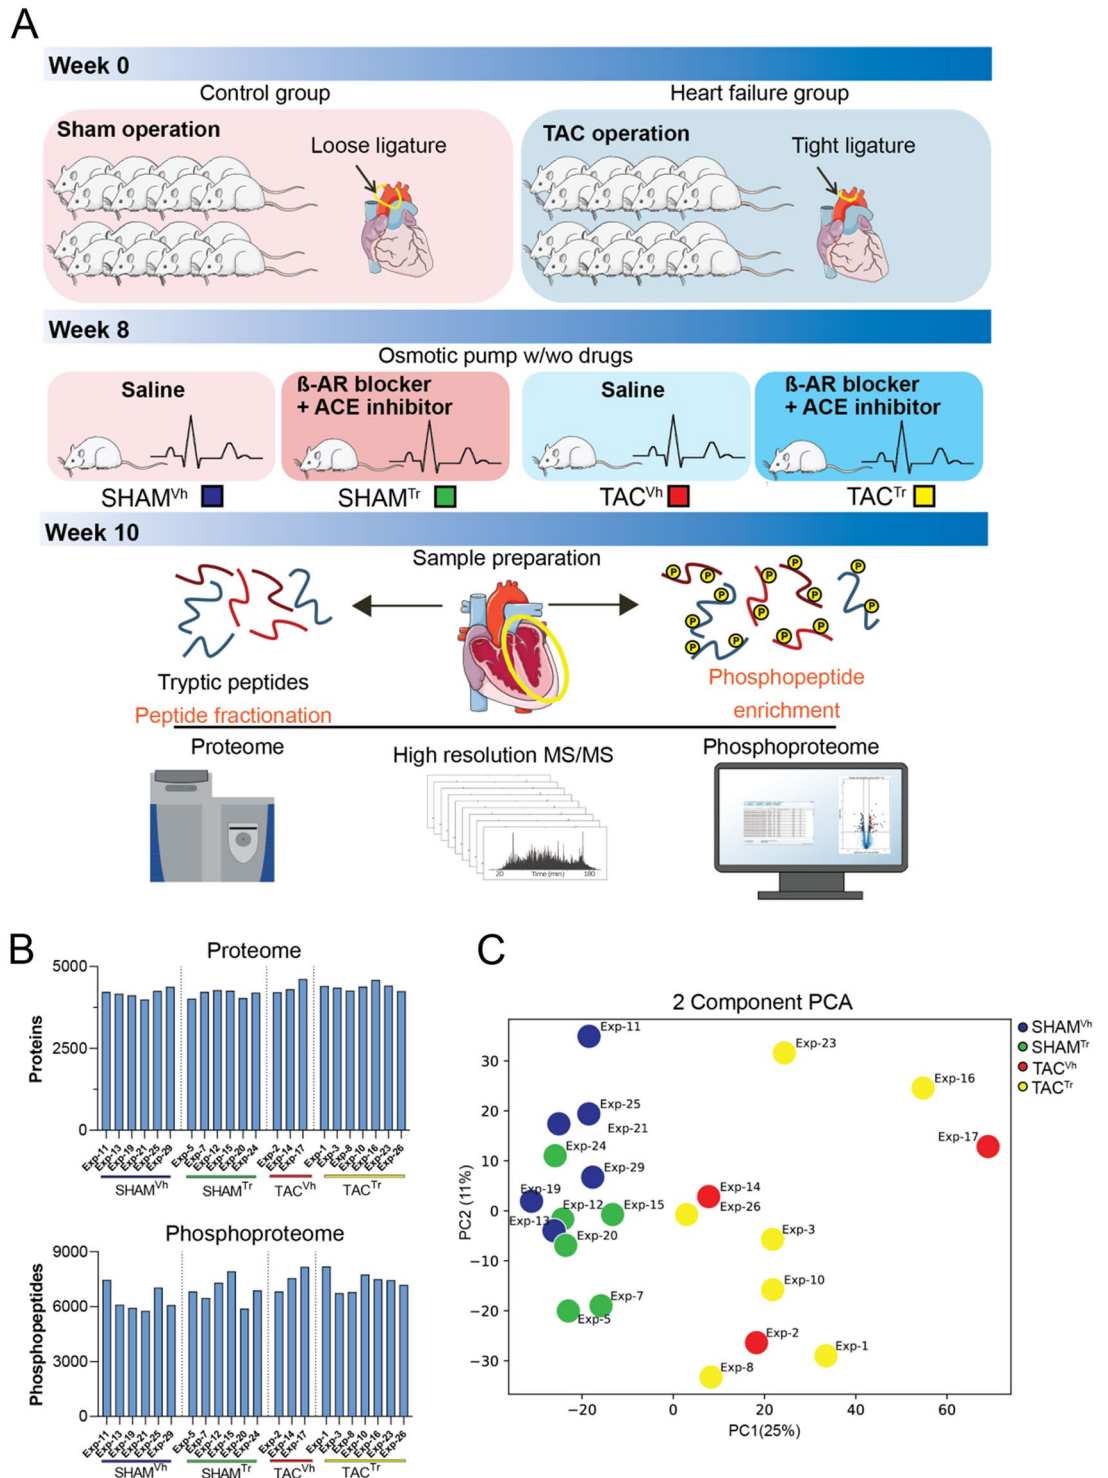 A
Week 0
Control group
Heart failure group
Sham operation
Loose ligature
TAC operation
Tight ligature
Week 8
Osmotic pump w/wo drugs
Saline
ß-AR blocker
+ ACE inhibitor
Saline
ß-AR blocker
+ ACE inhibitor
SHAMVh
SHAMTr
TACVh
TACTr
Week 10
Sample preparation
P P P P P P P P P P P P
Tryptic peptides
Peptide fractionation
Phosphopeptide
enrichment
Proteome
High resolution MS/MS
Phosphoproteome
20 Time (min) 180
B
Proteome
Proteins
5000
2500
0
Exp-11 Exp-13 Exp-19 Exp-21 Exp-25 Exp-29 Exp-5 Exp-7 Exp-12 Exp-15 Exp-20 Exp-24 Exp-2 Exp-14 Exp-17 Exp-1 Exp-3 Exp-8 Exp-10 Exp-16 Exp-23 Exp-26
SHAMVh SHAMTr TACVh TACTr
Phosphoproteome
Phosphopeptides
9000
6000
3000
0
Exp-11 Exp-13 Exp-19 Exp-21 Exp-25 Exp-29 Exp-5 Exp-7 Exp-12 Exp-15 Exp-20 Exp-24 Exp-2 Exp-14 Exp-17 Exp-1 Exp-3 Exp-8 Exp-10 Exp-16 Exp-23 Exp-26
SHAMVh SHAMTr TACVh TACTr
C
2 Component PCA
SHAMVh
SHAMTr
TACVh
TACTr
PC2 (11%)
30
20
10
0
−10
−20
−30
Exp-11
Exp-23
Exp-16
Exp-25
Exp-21
Exp-17
Exp-24
Exp-29
Exp-19
Exp-14
Exp-12
Exp-15
Exp-26
Exp-13
Exp-20
Exp-3
Exp-10
Exp-7
Exp-5
Exp-2
Exp-1
Exp-8
−20 0 20 40 60
PC1(25%)